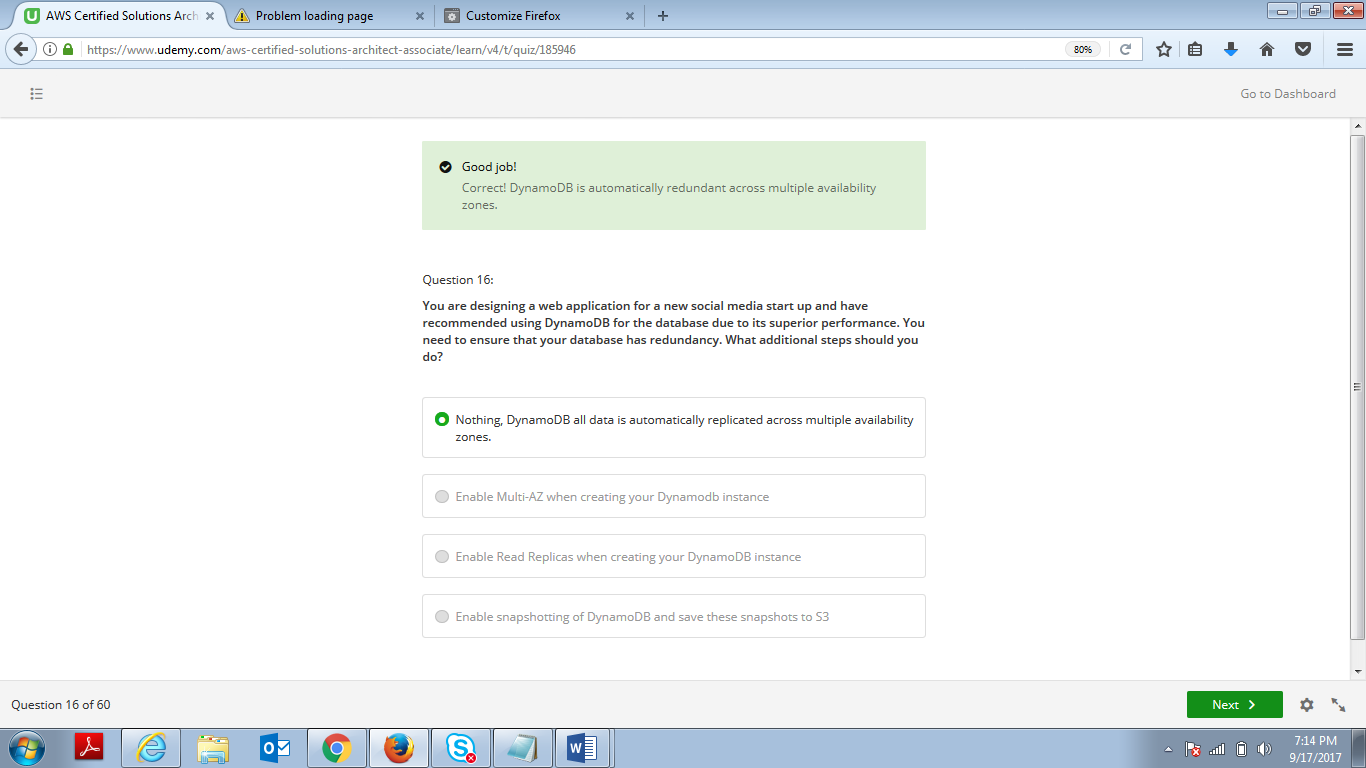 AWS Certified Solutions Arch
Problem loading page
Customize Firefox
https://www.udemy.com/aws-certified-solutions-architect-associate/learn/v4/t/quiz/185946
80%
Go to Dashboard
Good job!
Correct! DynamoDB is automatically redundant across multiple availability
zones.
Question 16:
You are designing a web application for a new social media start up and have
recommended using DynamoDB for the database due to its superior performance. You
need to ensure that your database has redundancy. What additional steps should you
do?
Nothing, DynamoDB all data is automatically replicated across multiple availability
zones.
Enable Multi-AZ when creating your Dynamodb instance
Enable Read Replicas when creating your DynamoDB instance
Enable snapshotting of DynamoDB and save these snapshots to S3
Question 16 of 60
Next
7:14 PM
9/17/2017